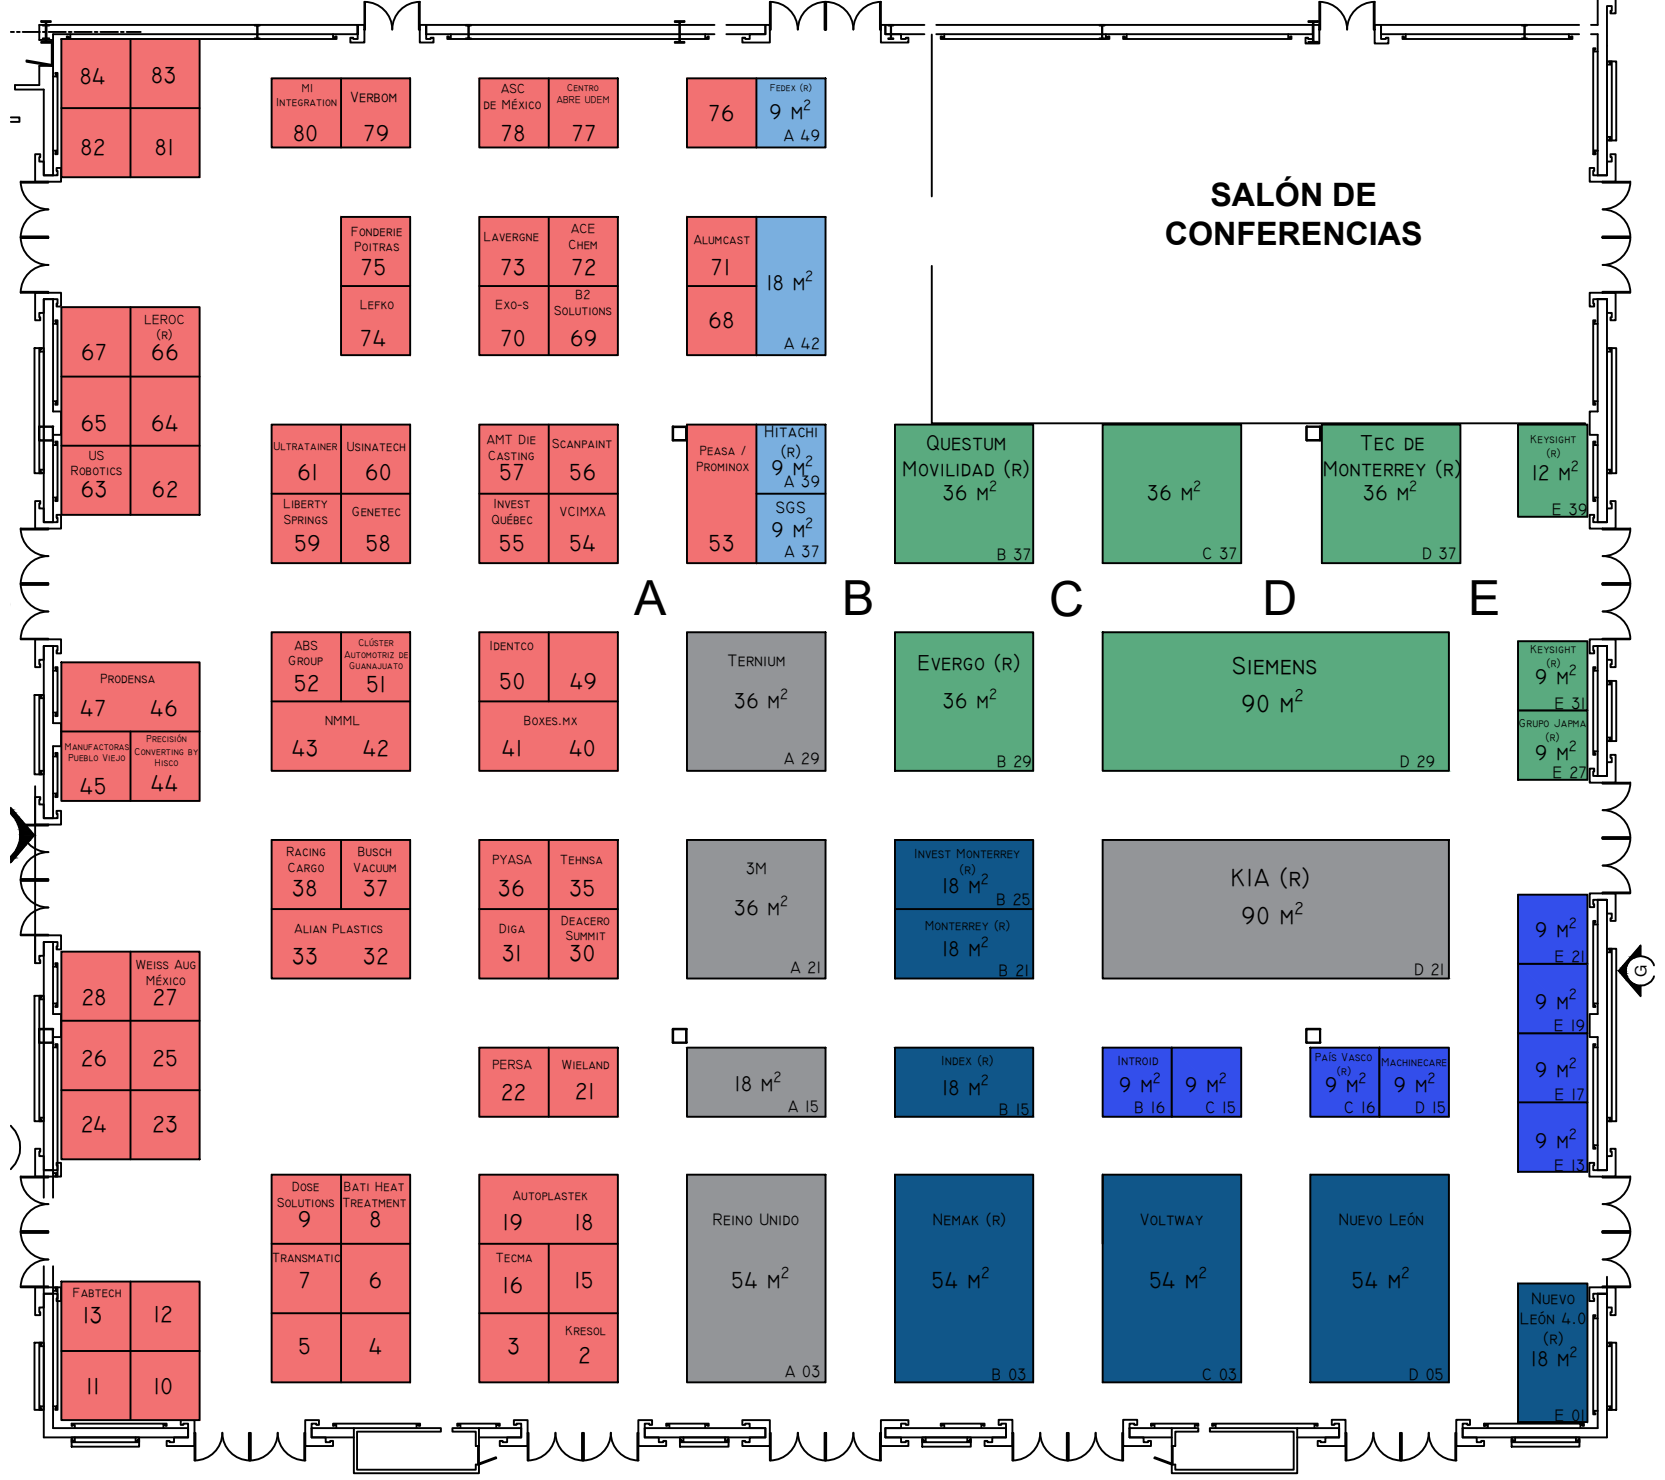 84
83
82
81
MI
INTEGRATION
80
VERBOM
79
ASC
DE MÉXICO
78
CENTRO
ABRE UDEM
77
76
FEDEX (R)
9 M²
A 49
SALÓN DE
CONFERENCIAS
FONDERIE
POITRAS
75
LEFKO
74
LAVERGNE
73
ACE
CHEM
72
EXO-S
70
B2
SOLUTIONS
69
ALUMCAST
71
68
18 M²
A 42
67
LEROC
(R)
66
65
64
US
ROBOTICS
63
62
ULTRATAINER
61
USINATECH
60
LIBERTY
SPRINGS
59
GENETEC
58
AMT DIE
CASTING
57
SCANPAINT
56
INVEST
QUÉBEC
55
VCIMXA
54
PEASA /
PROMINOX
53
HITACHI
(R)
9 M²
A 39
SGS
9 M²
A 37
QUESTUM
MOVILIDAD (R)
36 M²
B 37
36 M²
C 37
TEC DE
MONTERREY (R)
36 M²
D 37
KEYSIGHT
(R)
12 M²
E 39
A
B
C
D
E
PRODENSA
47 46
MANUFACTORAS
PUEBLO VIEJO
45
PRECISIÓN
CONVERTING BY
HISCO
44
ABS
GROUP
52
CLÚSTER
AUTOMOTRIZ DE
GUANAJUATO
51
NMML
43 42
IDENTCO
50
49
BOXES.MX
41 40
TERNIUM
36 M²
A 29
EVERGO (R)
36 M²
B 29
SIEMENS
90 M²
D 29
KEYSIGHT
(R)
9 M²
E 31
GRUPO JAPMA
(R)
9 M²
E 27
RACING
CARGO
38
BUSCH
VACUUM
37
ALIAN PLASTICS
33 32
PYASA
36
TEHNSA
35
DIGA
31
DEACERO
SUMMIT
30
3M
36 M²
A 21
INVEST MONTERREY
(R)
18 M²
B 25
MONTERREY (R)
18 M²
B 21
KIA (R)
90 M²
D 21
9 M²
E 21
9 M²
E 19
9 M²
E 17
9 M²
E 13
G
28
WEISS AUG
MÉXICO
27
26
25
24
23
PERSA
22
WIELAND
21
18 M²
A 15
INDEX (R)
18 M²
B 15
INTROID
9 M²
B 16
9 M²
C 15
PAÍS VASCO
(R)
9 M²
C 16
MACHINECARE
9 M²
D 15
DOSE
SOLUTIONS
9
BATI HEAT
TREATMENT
8
TRANSMATIC
7
6
5
4
AUTOPLASTEK
19 18
TECMA
16
15
3
KRESOL
2
REINO UNIDO
54 M²
A 03
NEMAK (R)
54 M²
B 03
VOLTWAY
54 M²
C 03
NUEVO LEÓN
54 M²
D 05
NUEVO
LEÓN 4.0
(R)
18 M²
E 01
FABTECH
13
12
11
10